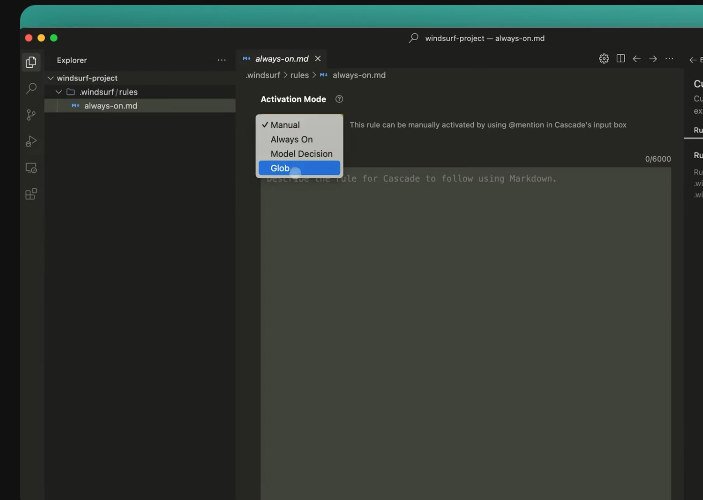 windsurf-project — always-on.md
Explorer
always-on.md
.windsurf > rules > always-on.md
windsurf-project
.windsurf/rules
always-on.md
Activation Mode
Manual
This rule can be manually activated by using @mention in Cascade's input box
Always On
Model Decision
Glob
0/6000
Describe the rule for Cascade to follow using Markdown.
Cu
Cu
ex
Ru
Ru
Ru
.wi
.wi